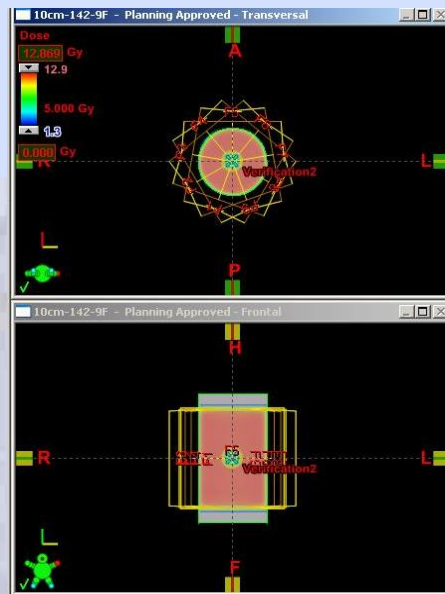 10cm-142-9F - Planning Approved - Transversal
Dose
12.869 Gy
12.9
5.000 Gy
1.3
0.000 Gy
A
R
L
Verification2
P
10cm-142-9F - Planning Approved - Frontal
H
R
F5
L
Verification2
F